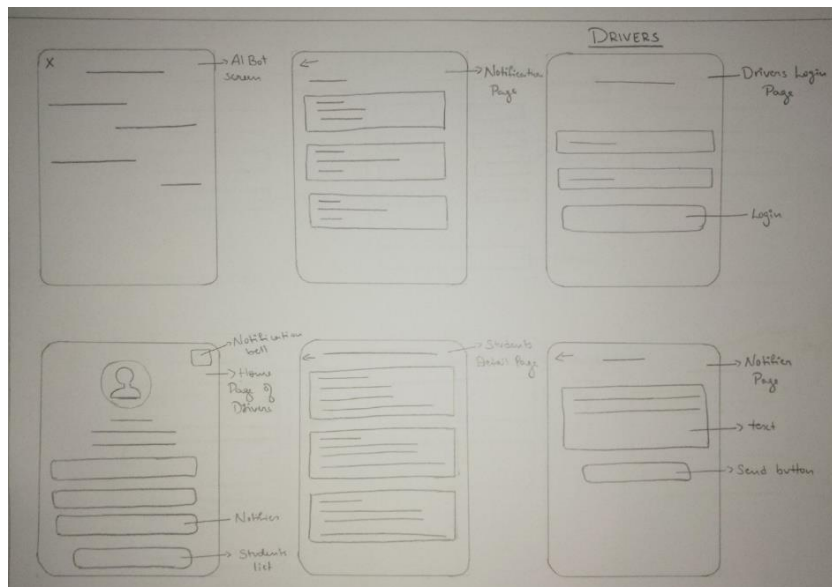 DRIVERS
X
AI Bot
screen
Notification
Page
Drivers Login
Page
Login
Notification
bell
Home
Page of
Drivers
Notifier
Students
list
Students
Detail Page
Notifier
Page
text
Send button